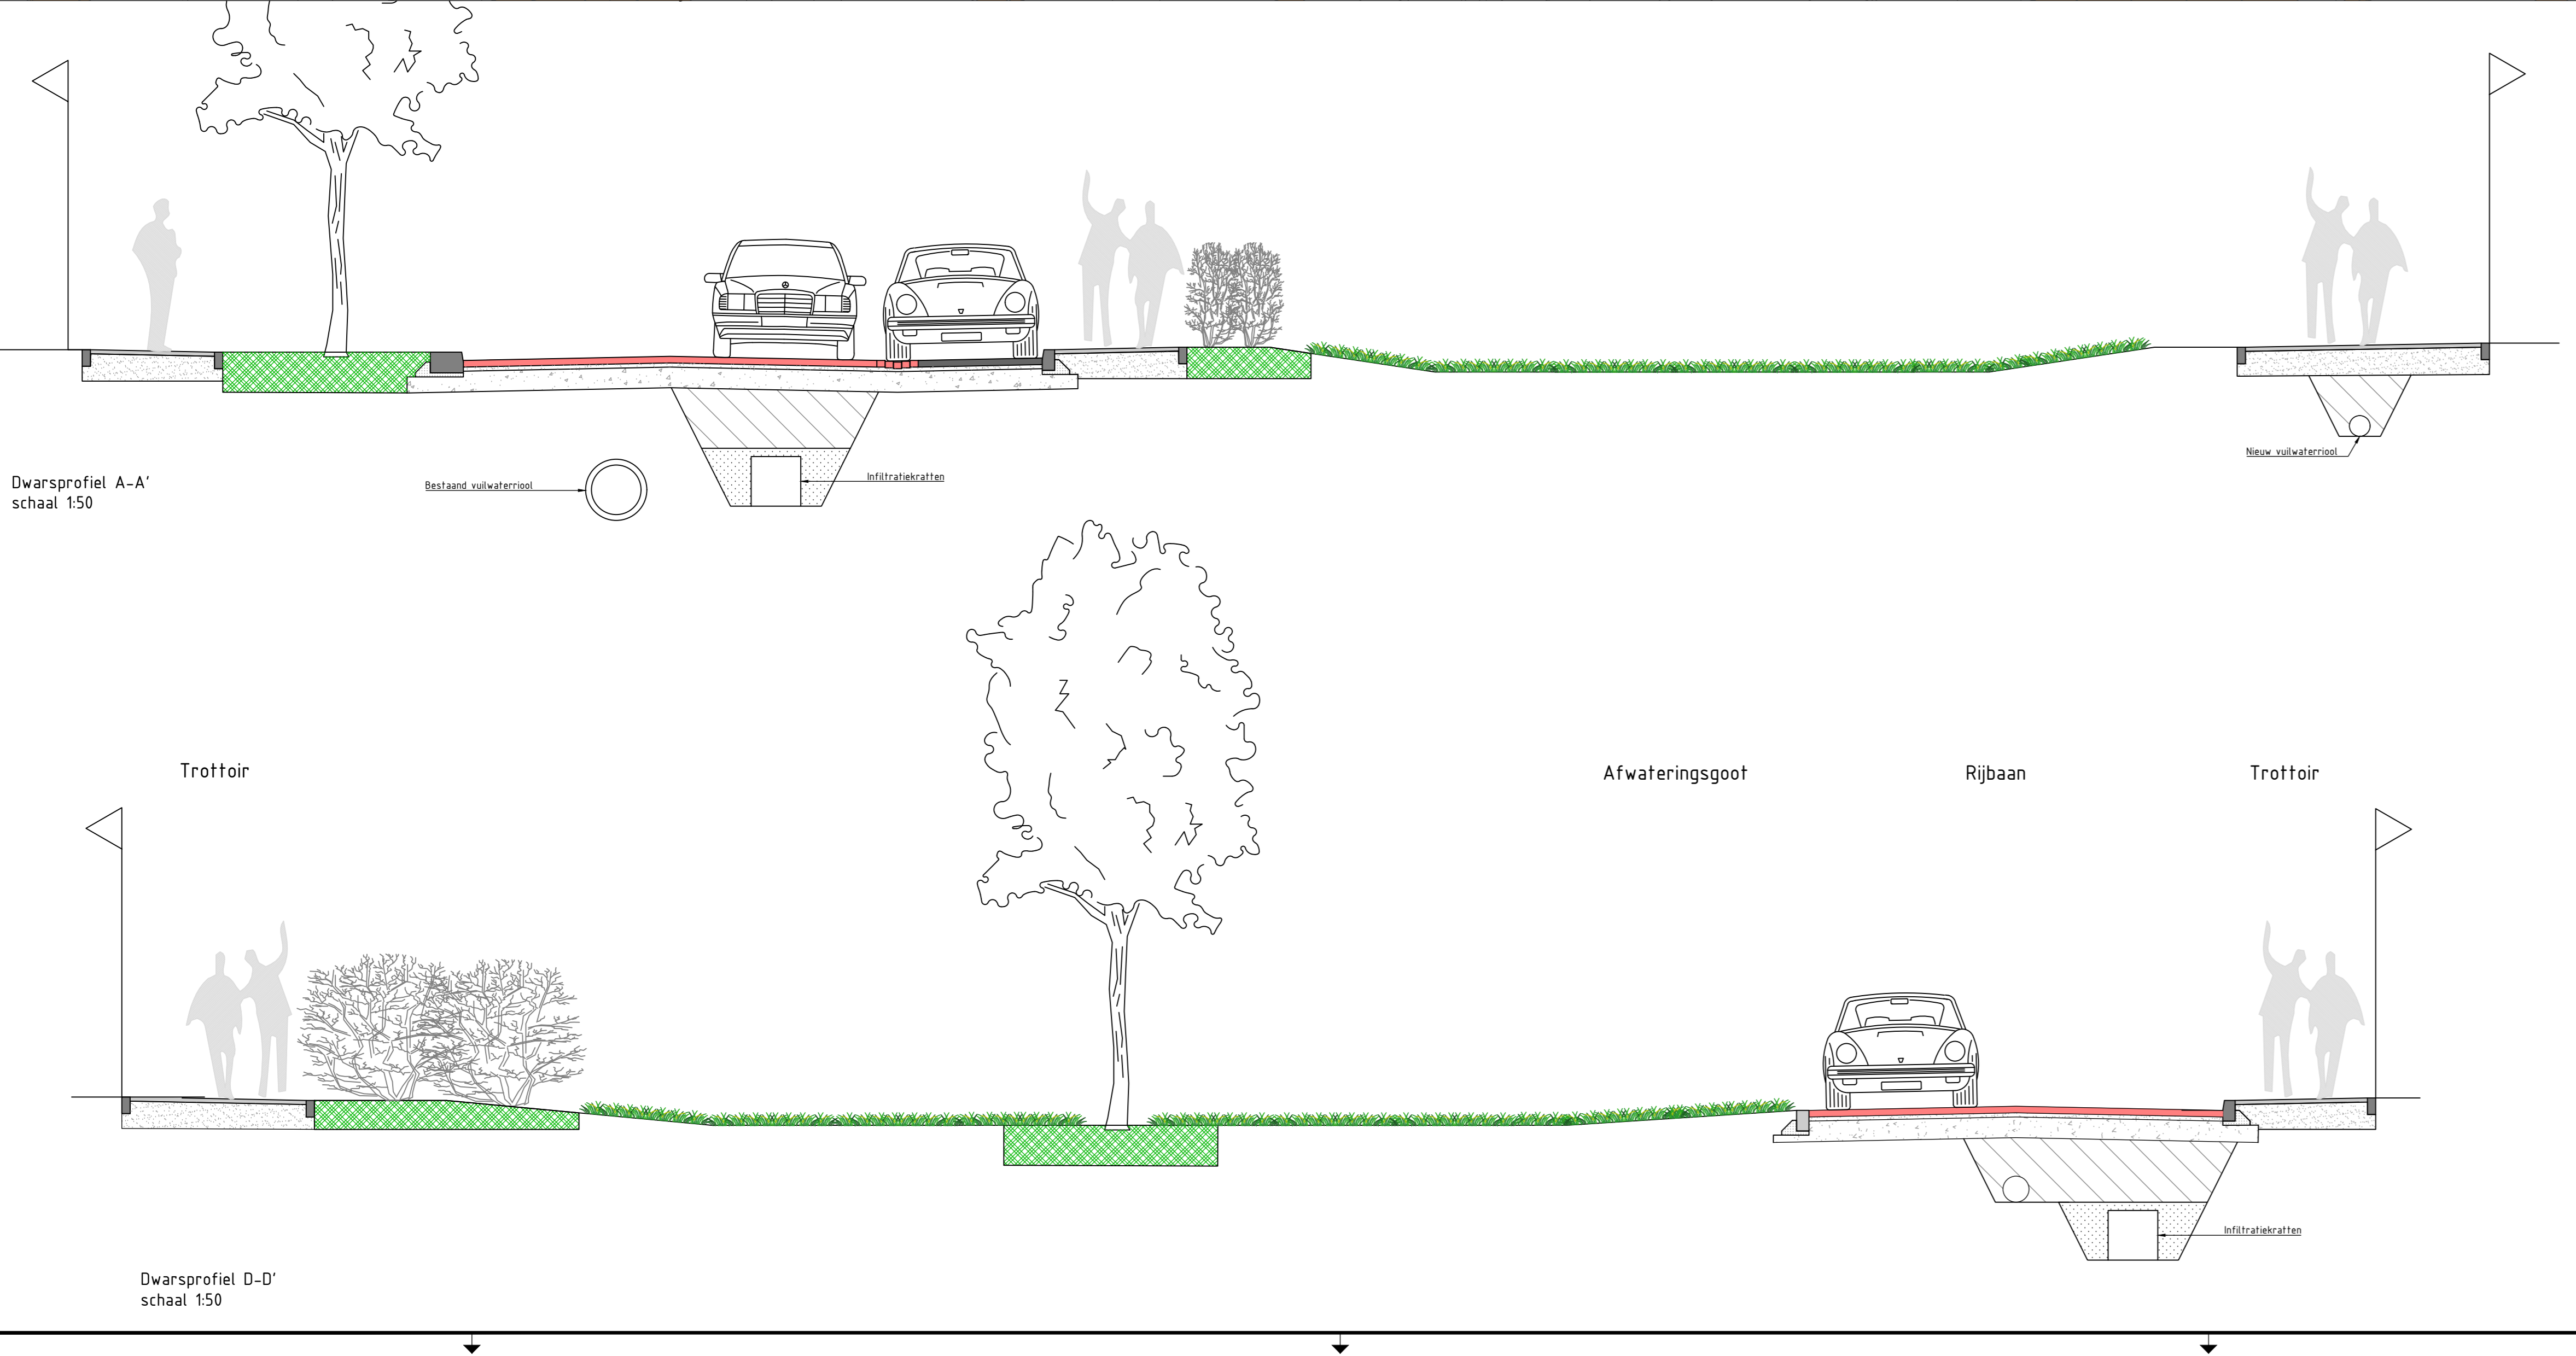 Nieuw vuilwaterriool
Infiltratiekratten
Bestaand vuilwaterriool
Dwarsprofiel A-A'
schaal 1:50
Trottoir
Afwateringsgoot
Rijbaan
Trottoir
Infiltratiekratten
Dwarsprofiel D-D'
schaal 1:50